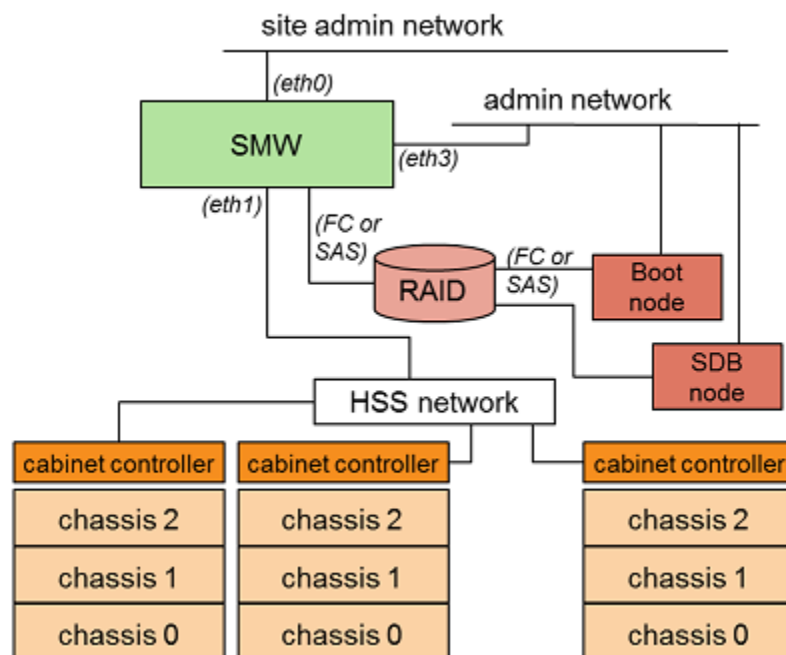 site admin network
(eth0)
admin network
SMW
(eth3)
(eth1)
(FC or
SAS)
(FC or
SAS)
RAID
Boot
node
SDB
node
HSS network
cabinet controller
cabinet controller
cabinet controller
chassis 2
chassis 2
chassis 2
chassis 1
chassis 1
chassis 1
chassis 0
chassis 0
chassis 0